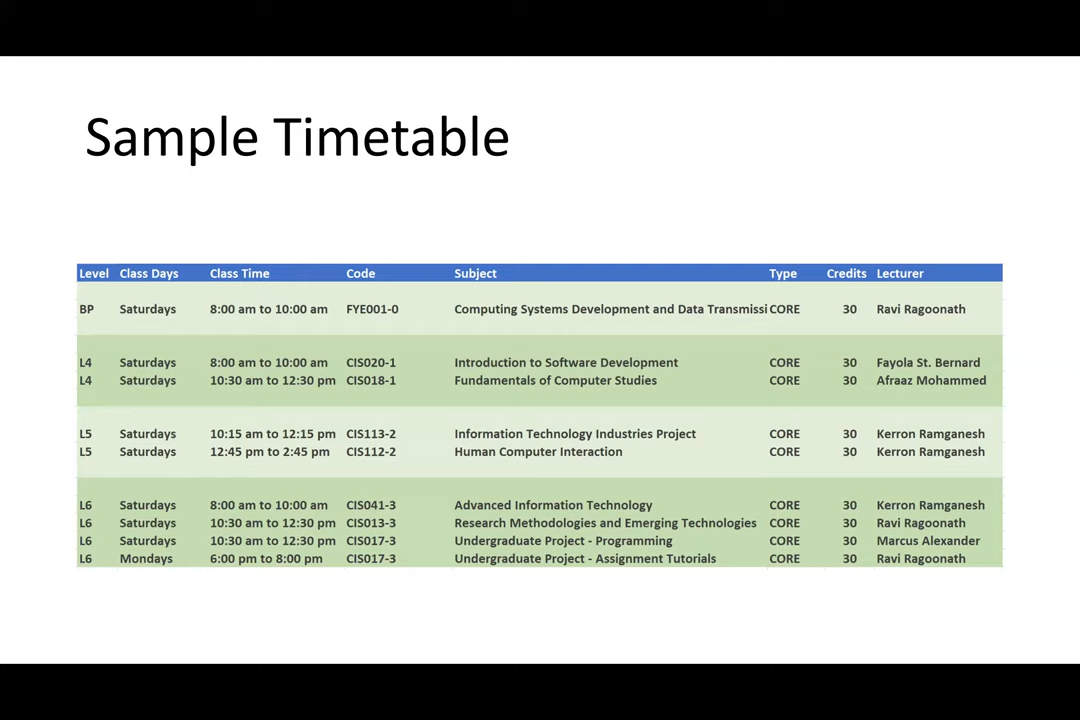 Sample Timetable
Level Class Days Class Time Code Subject Type Credits Lecturer
BP Saturdays 8:00 am to 10:00 am FYE001-0 Computing Systems Development and Data Transmissi CORE 30 Ravi Ragoonath
L4 Saturdays 8:00 am to 10:00 am CIS020-1 Introduction to Software Development CORE 30 Fayola St. Bernard
L4 Saturdays 10:30 am to 12:30 pm CIS018-1 Fundamentals of Computer Studies CORE 30 Afraaz Mohammed
L5 Saturdays 10:15 am to 12:15 pm CIS113-2 Information Technology Industries Project CORE 30 Kerron Ramganesh
L5 Saturdays 12:45 pm to 2:45 pm CIS112-2 Human Computer Interaction CORE 30 Kerron Ramganesh
L6 Saturdays 8:00 am to 10:00 am CIS041-3 Advanced Information Technology CORE 30 Kerron Ramganesh
L6 Saturdays 10:30 am to 12:30 pm CIS013-3 Research Methodologies and Emerging Technologies CORE 30 Ravi Ragoonath
L6 Saturdays 10:30 am to 12:30 pm CIS017-3 Undergraduate Project - Programming CORE 30 Marcus Alexander
L6 Mondays 6:00 pm to 8:00 pm CIS017-3 Undergraduate Project - Assignment Tutorials CORE 30 Ravi Ragoonath